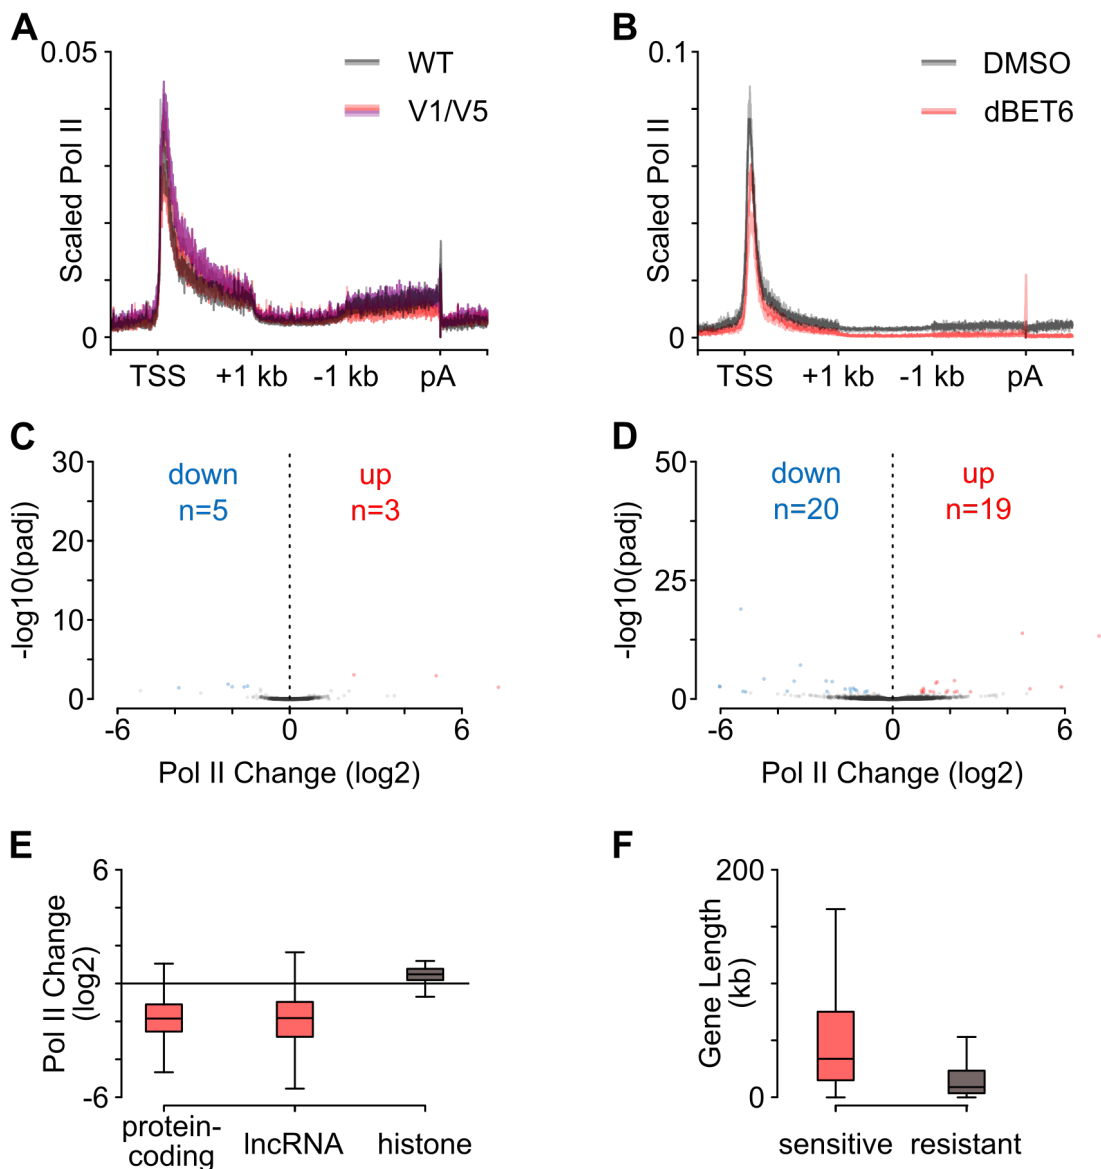 A
0.05
Scaled Pol II
0
WT
V1/V5
TSS
+1 kb
-1 kb
pA
B
0.1
Scaled Pol II
0
DMSO
dBET6
TSS
+1 kb
-1 kb
pA
C
30
20
10
0
-log10(padj)
down
n=5
up
n=3
-6
0
6
Pol II Change (log2)
D
50
25
0
-log10(padj)
down
n=20
up
n=19
-6
0
6
Pol II Change (log2)
E
6
-6
Pol II Change
(log2)
protein-
coding
lncRNA
histone
F
200
0
Gene Length
(kb)
sensitive
resistant